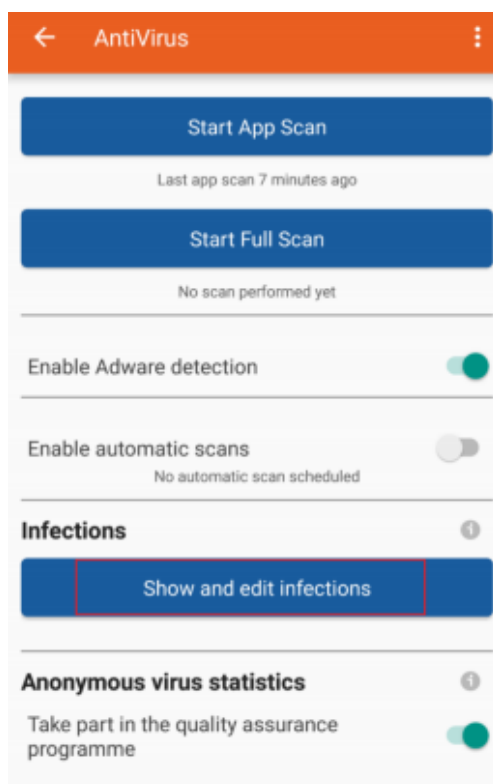 AntiVirus
Start App Scan
Last app scan 7 minutes ago
Start Full Scan
No scan performed yet
Enable Adware detection
Enable automatic scans
No automatic scan scheduled
Infections
Show and edit infections
Anonymous virus statistics
Take part in the quality assurance
programme